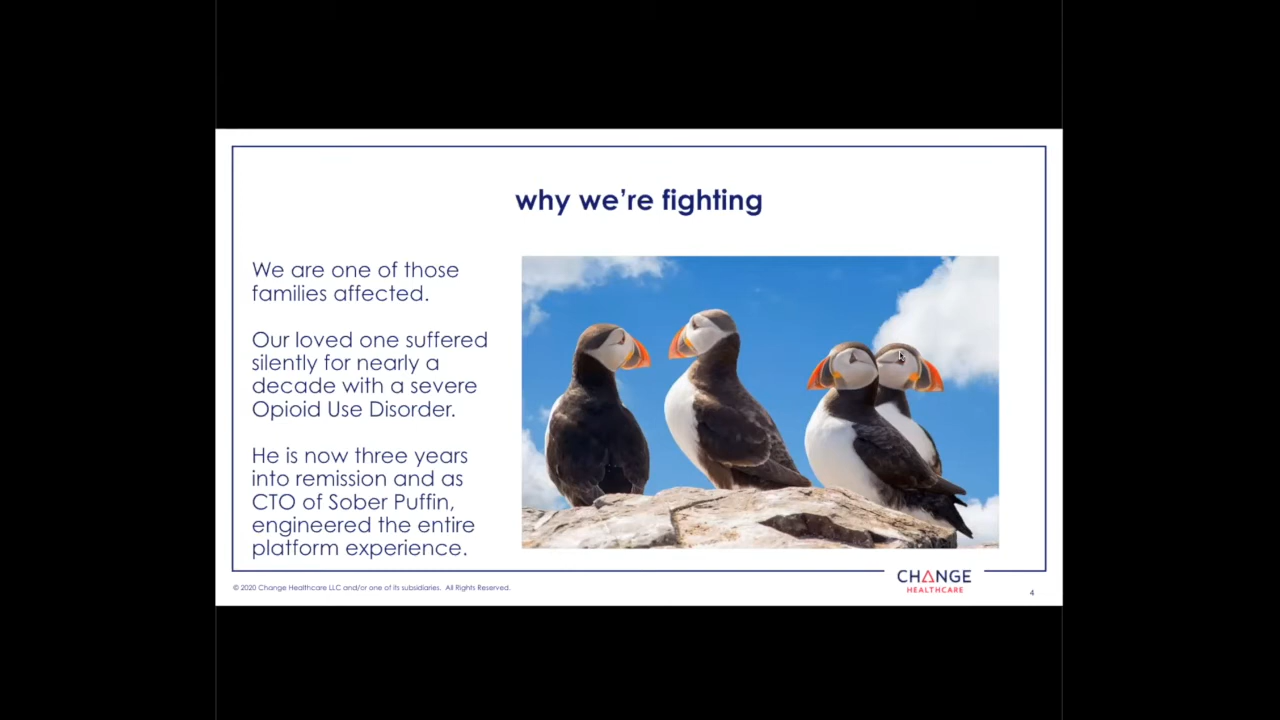 why we're fighting
We are one of those
families affected.
Our loved one suffered
silently for nearly a
decade with a severe
Opioid Use Disorder.
He is now three years
into remission and as
CTO of Sober Puffin,
engineered the entire
platform experience.
© 2020 Change Healthcare LLC and/or one of its subsidiaries. All Rights Reserved.
CHANGE
HEALTHCARE
4